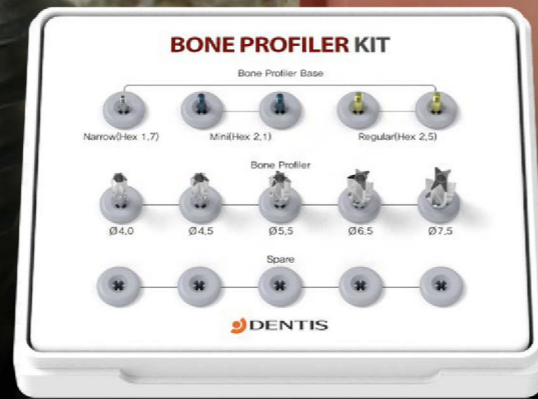 BONE PROFILER KIT
Bone Profiler Base
Narrow(Hex 1,7) Mini(Hex 2,1) Regular(Hex 2,5)
Bone Profiler
Ø4,0 Ø4,5 Ø5,5 Ø6,5 Ø7,5
Spare
DENTIS